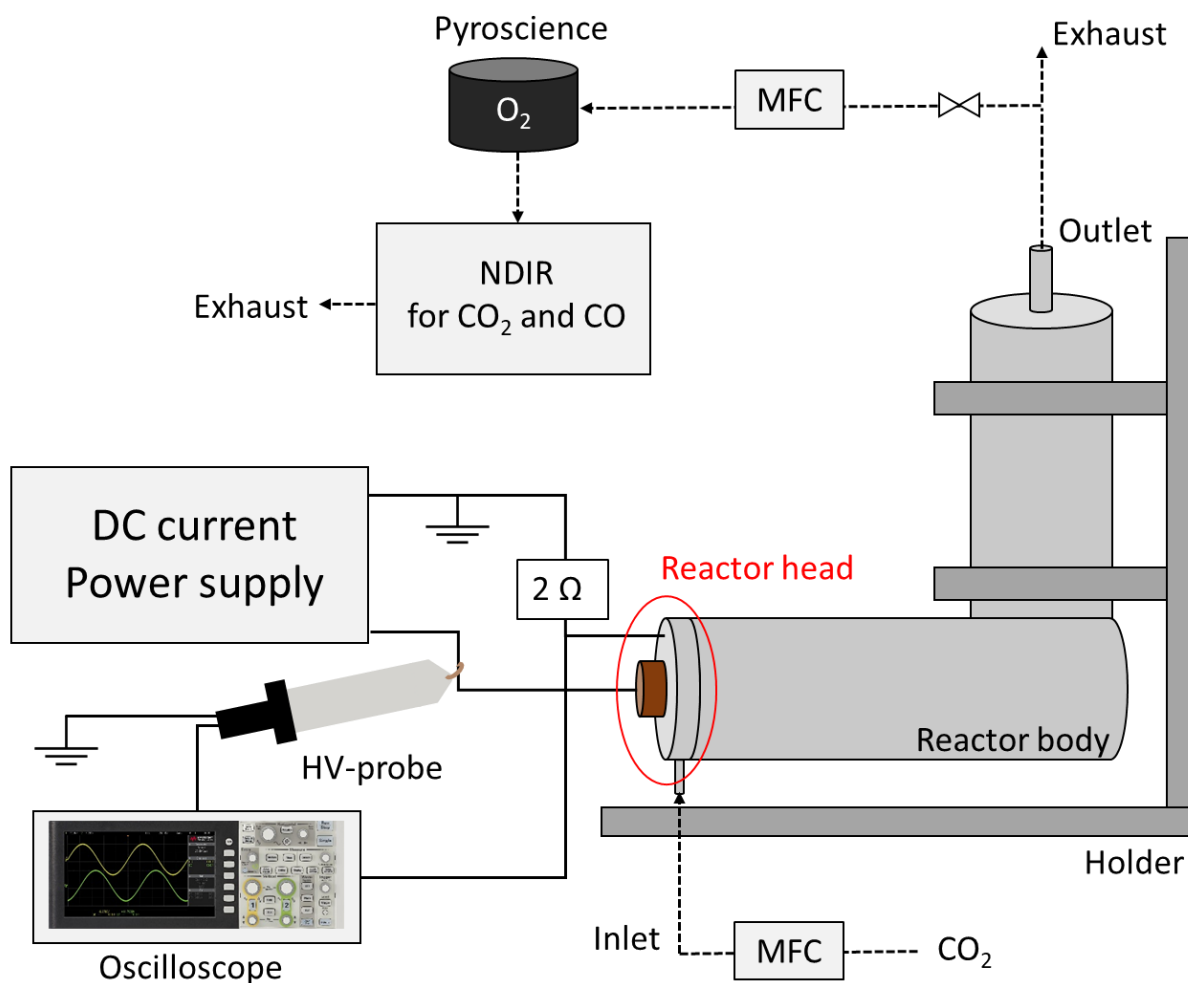 Pyroscience
Exhaust
O₂
MFC
Outlet
NDIR
for CO₂ and CO
Exhaust
DC current
Power supply
2 Ω
Reactor head
Reactor body
HV-probe
Holder
Inlet
MFC
CO₂
Oscilloscope